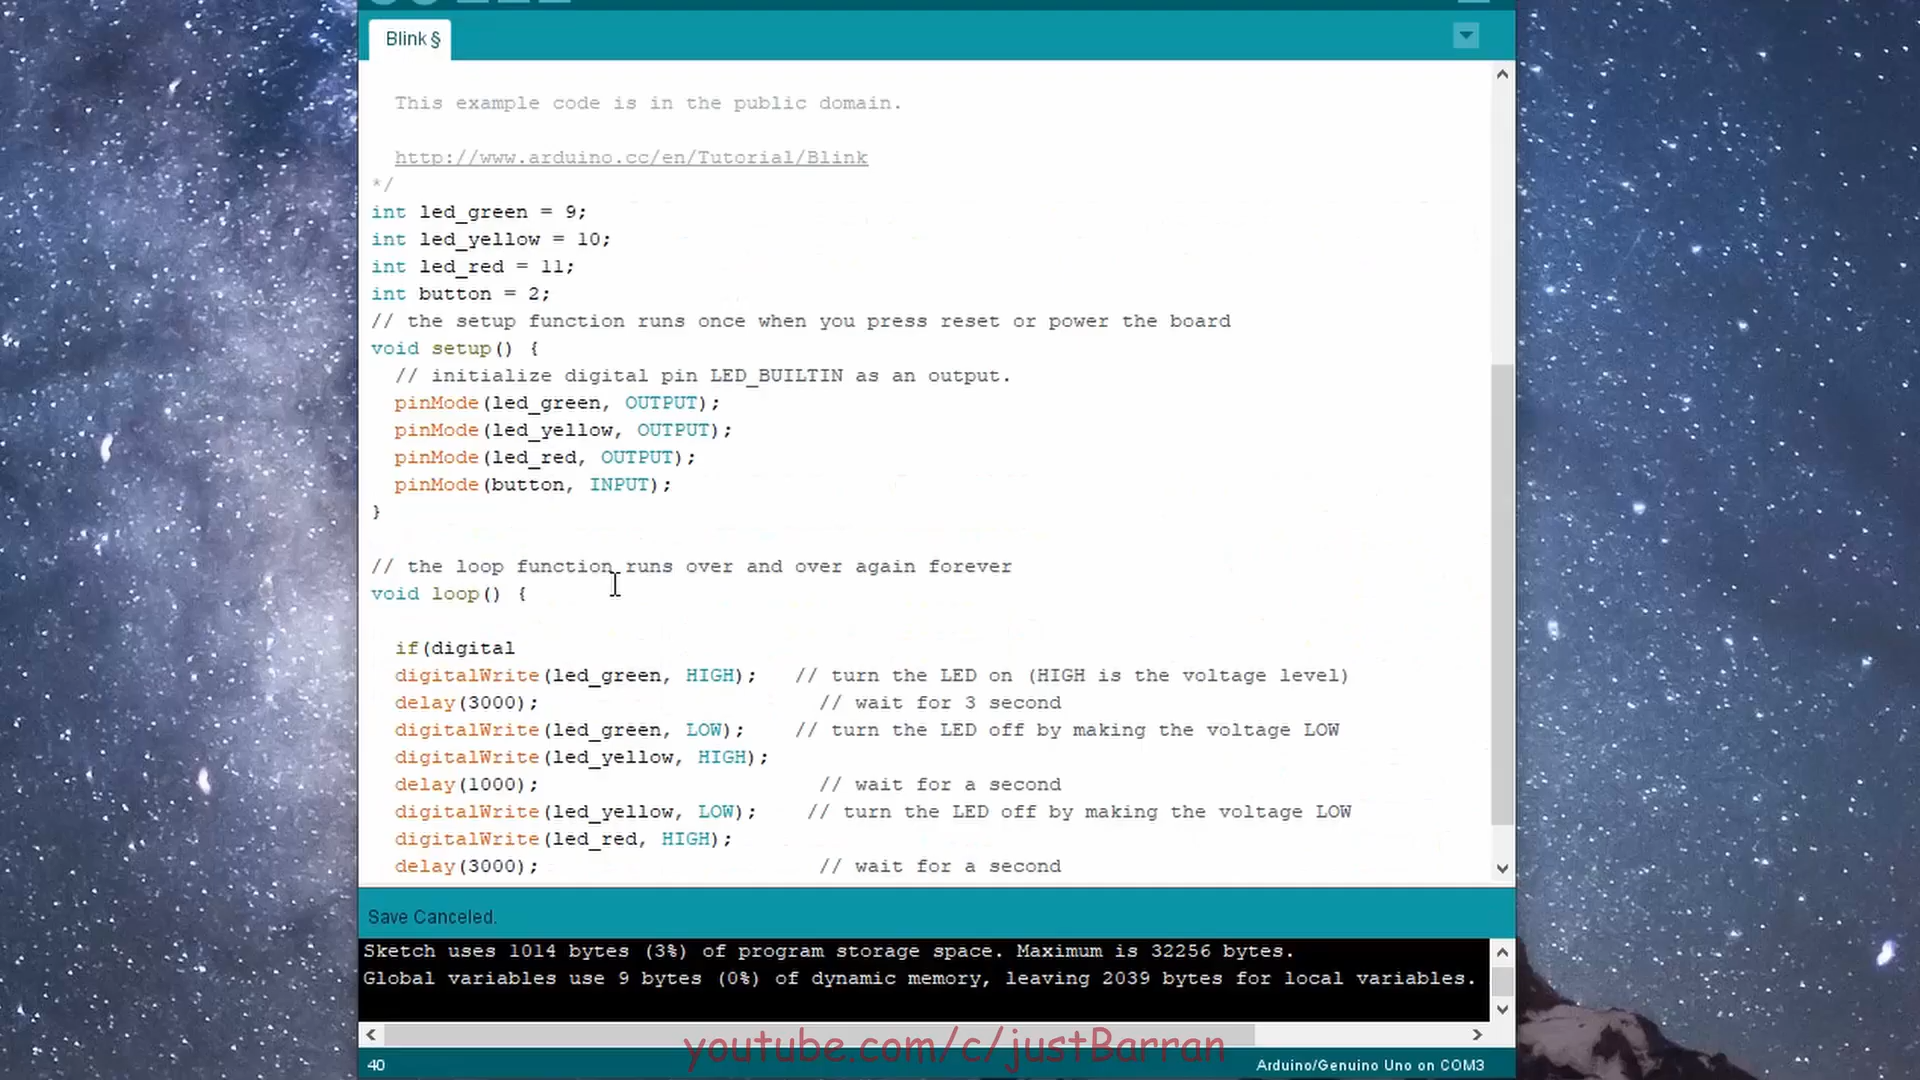 Blink §
This example code is in the public domain.
http://www.arduino.cc/en/Tutorial/Blink
*/
int led_green = 9;
int led_yellow = 10;
int led_red = 11;
int button = 2;
// the setup function runs once when you press reset or power the board
void setup() {
  // initialize digital pin LED_BUILTIN as an output.
  pinMode(led_green, OUTPUT);
  pinMode(led_yellow, OUTPUT);
  pinMode(led_red, OUTPUT);
  pinMode(button, INPUT);
}
// the loop function runs over and over again forever
void loop() {
  if(digital
  digitalWrite(led_green, HIGH);   // turn the LED on (HIGH is the voltage level)
  delay(3000);                       // wait for 3 second
  digitalWrite(led_green, LOW);    // turn the LED off by making the voltage LOW
  digitalWrite(led_yellow, HIGH);
  delay(1000);                       // wait for a second
  digitalWrite(led_yellow, LOW);    // turn the LED off by making the voltage LOW
  digitalWrite(led_red, HIGH);
  delay(3000);                       // wait for a second
Save Canceled.
Sketch uses 1014 bytes (3%) of program storage space. Maximum is 32256 bytes.
Global variables use 9 bytes (0%) of dynamic memory, leaving 2039 bytes for local variables.
youtube.com/c/justBarran
40
Arduino/Genuino Uno on COM3